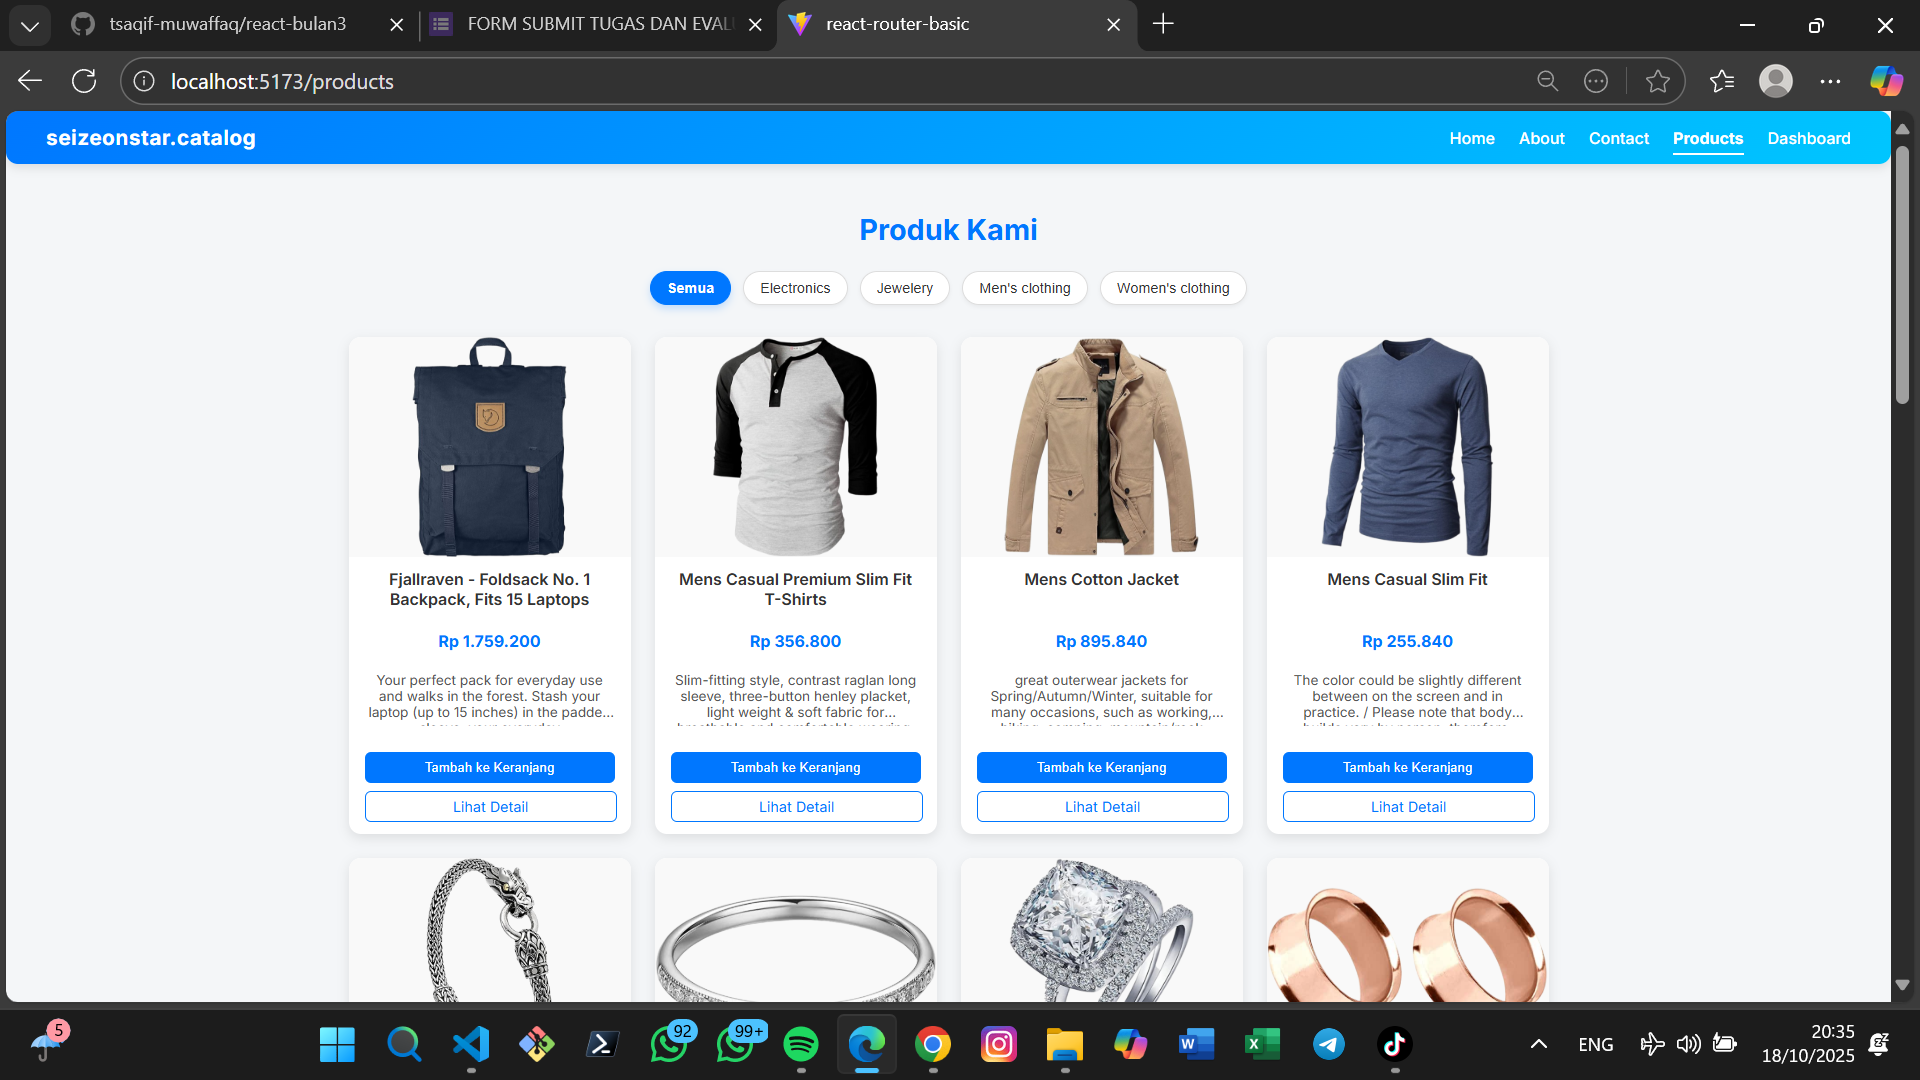 tsaqif-muwaffaq/react-bulan3
FORM SUBMIT TUGAS DAN EVAL
react-router-basic
localhost:5173/products
seizeonstar.catalog
Home
About
Contact
Products
Dashboard
Produk Kami
Semua
Electronics
Jewelery
Men's clothing
Women's clothing
Fjallraven - Foldsack No. 1
Backpack, Fits 15 Laptops
Rp 1.759.200
Your perfect pack for everyday use
and walks in the forest. Stash your
laptop (up to 15 inches) in the padde...
Tambah ke Keranjang
Lihat Detail
Mens Casual Premium Slim Fit
T-Shirts
Rp 356.800
Slim-fitting style, contrast raglan long
sleeve, three-button henley placket,
light weight & soft fabric for...
Tambah ke Keranjang
Lihat Detail
Mens Cotton Jacket
Rp 895.840
great outerwear jackets for
Spring/Autumn/Winter, suitable for
many occasions, such as working,...
Tambah ke Keranjang
Lihat Detail
Mens Casual Slim Fit
Rp 255.840
The color could be slightly different
between on the screen and in
practice. / Please note that body...
Tambah ke Keranjang
Lihat Detail
5
92
99+
ENG
20:35
18/10/2025